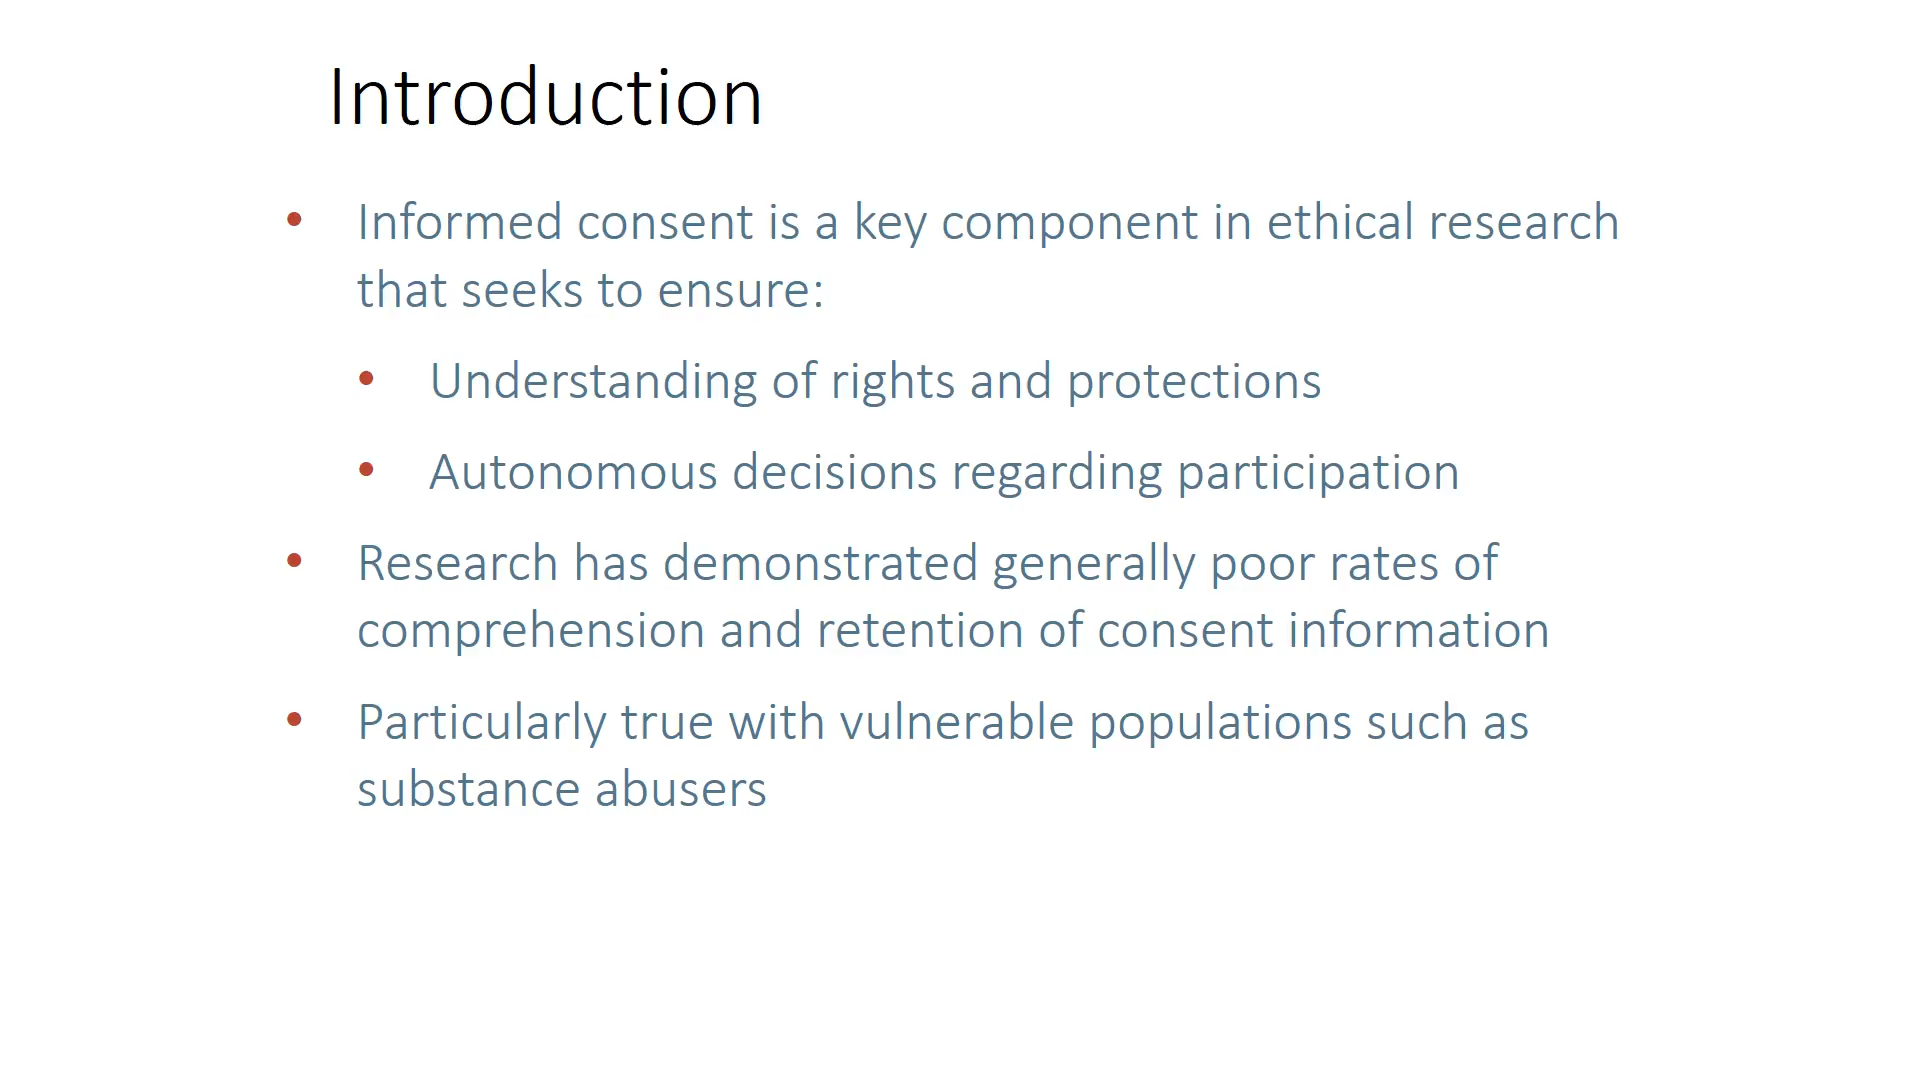 Introduction
• Informed consent is a key component in ethical research
that seeks to ensure:
• Understanding of rights and protections
• Autonomous decisions regarding participation
• Research has demonstrated generally poor rates of
comprehension and retention of consent information
• Particularly true with vulnerable populations such as
substance abusers